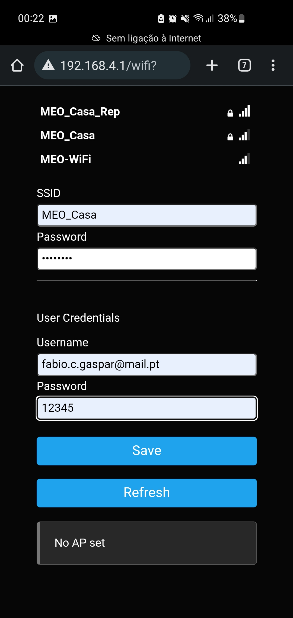 00:22 38%
Sem ligação à Internet
192.168.4.1/wifi? 7
MEO_Casa_Rep
MEO_Casa
MEO-WiFi
SSID
MEO_Casa
Password
••••••••
User Credentials
Username
fabio.c.gaspar@mail.pt
Password
12345
Save
Refresh
No AP set